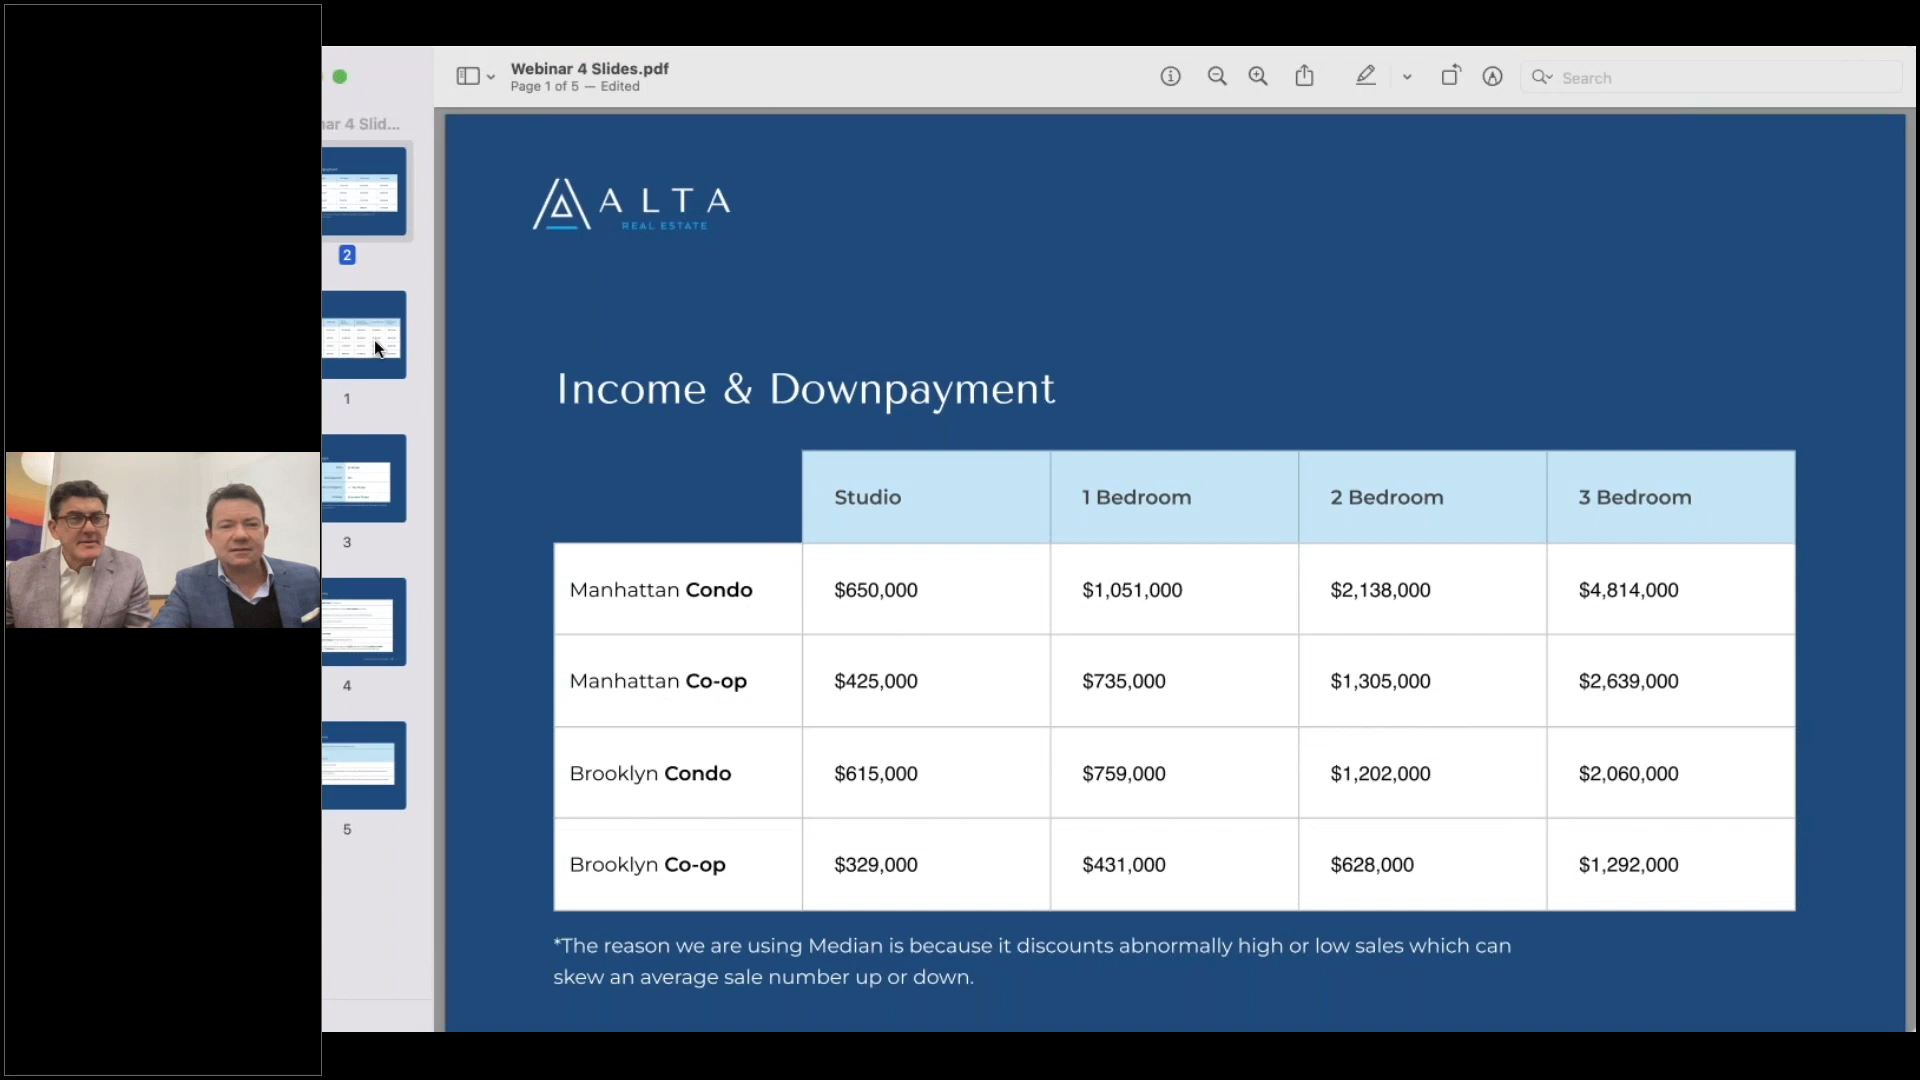 Webinar 4 Slides.pdf
Page 1 of 5 — Edited
Search
ar 4 Slid...
2
1
3
4
5
ALTA
REAL ESTATE
Income & Downpayment
Studio 1 Bedroom 2 Bedroom 3 Bedroom
Manhattan Condo $650,000 $1,051,000 $2,138,000 $4,814,000
Manhattan Co-op $425,000 $735,000 $1,305,000 $2,639,000
Brooklyn Condo $615,000 $759,000 $1,202,000 $2,060,000
Brooklyn Co-op $329,000 $431,000 $628,000 $1,292,000
*The reason we are using Median is because it discounts abnormally high or low sales which can
skew an average sale number up or down.